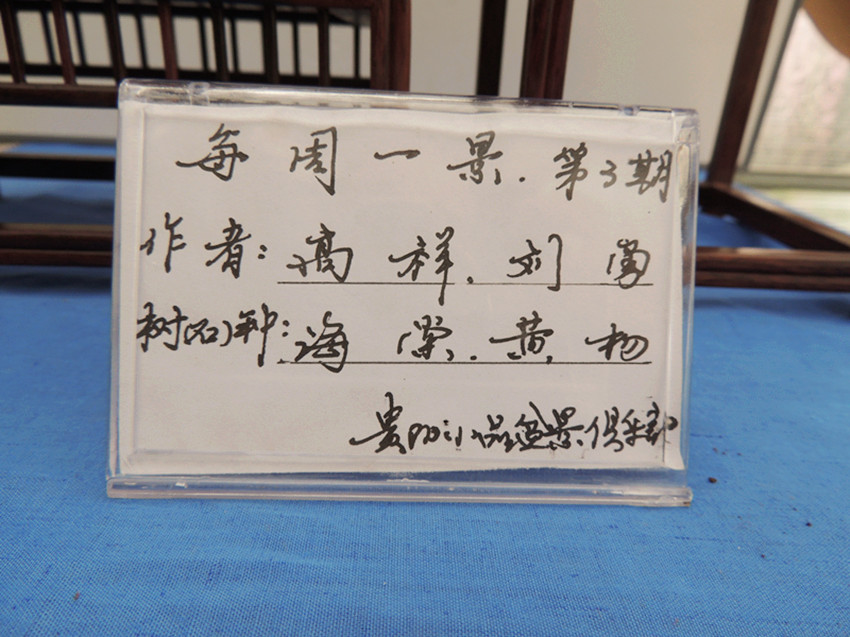 每周一景.第3期
作者:高祥.刘
树品种:海棠.黄杨
贵阳小品盆景俱乐部